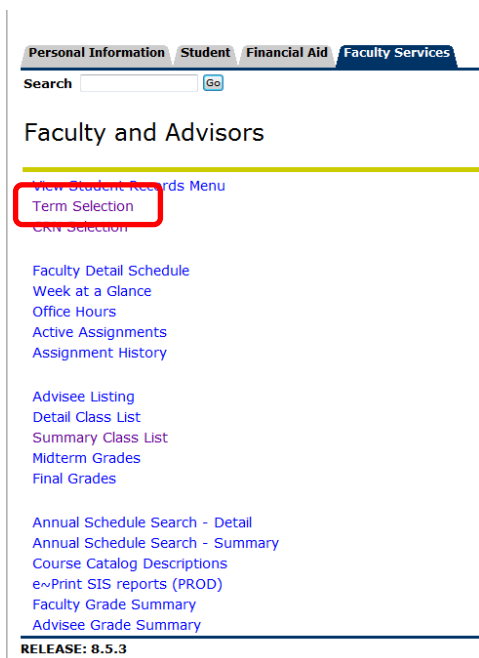 Personal Information Student Financial Aid Faculty Services
Search Go
Faculty and Advisors
View Student Records Menu
Term Selection
CRN Selection
Faculty Detail Schedule
Week at a Glance
Office Hours
Active Assignments
Assignment History
Advisee Listing
Detail Class List
Summary Class List
Midterm Grades
Final Grades
Annual Schedule Search - Detail
Annual Schedule Search - Summary
Course Catalog Descriptions
e~Print SIS reports (PROD)
Faculty Grade Summary
Advisee Grade Summary
RELEASE: 8.5.3